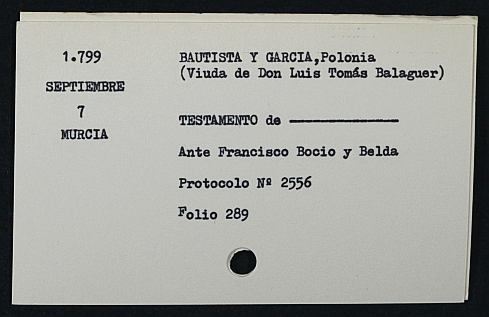 1.799
SEPTIEMBRE
7
MURCIA
BAUTISTA Y GARCIA,Polonia
(Viuda de Don Luis Tomás Balaguer)
TESTAMENTO de ——————————
Ante Francisco Bocio y Belda
Protocolo Nº 2556
Folio 289